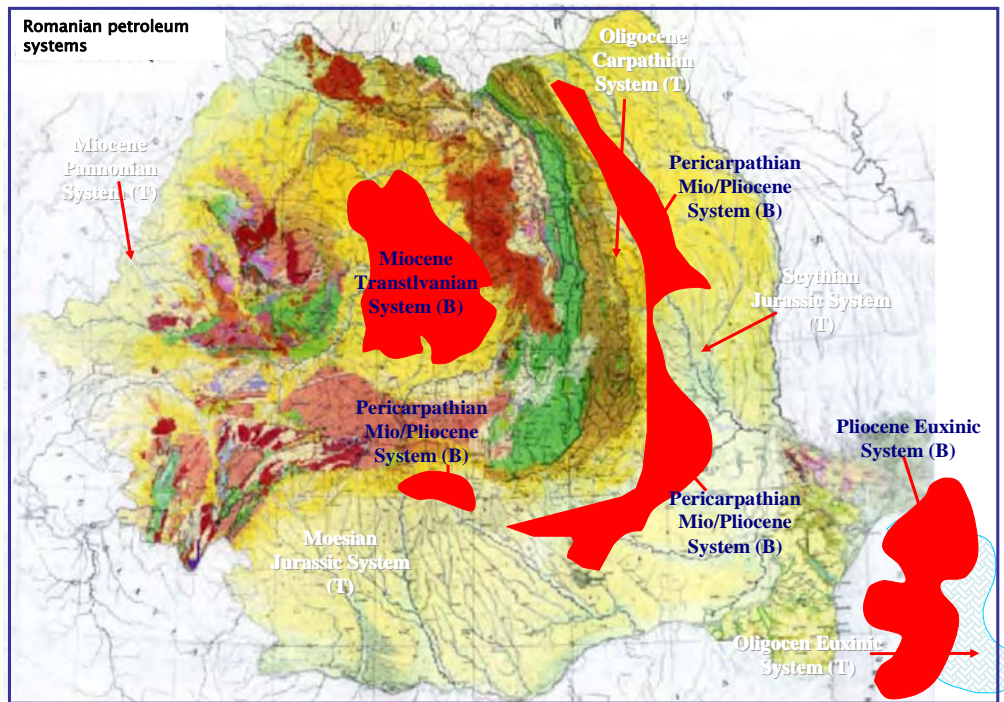 Romanian petroleum
systems
Oligocene
Carpathian
System (T)
Miocene
Pannonian
System (T)
Pericarpathian
Mio/Pliocene
System (B)
Miocene
Transtlvanian
System (B)
Scythian
Jurassic System
(T)
Pericarpathian
Mio/Pliocene
System (B)
Pliocene Euxinic
System (B)
Pericarpathian
Mio/Pliocene
System (B)
Moesian
Jurassic System
(T)
Oligocen Euxinic
System (T)